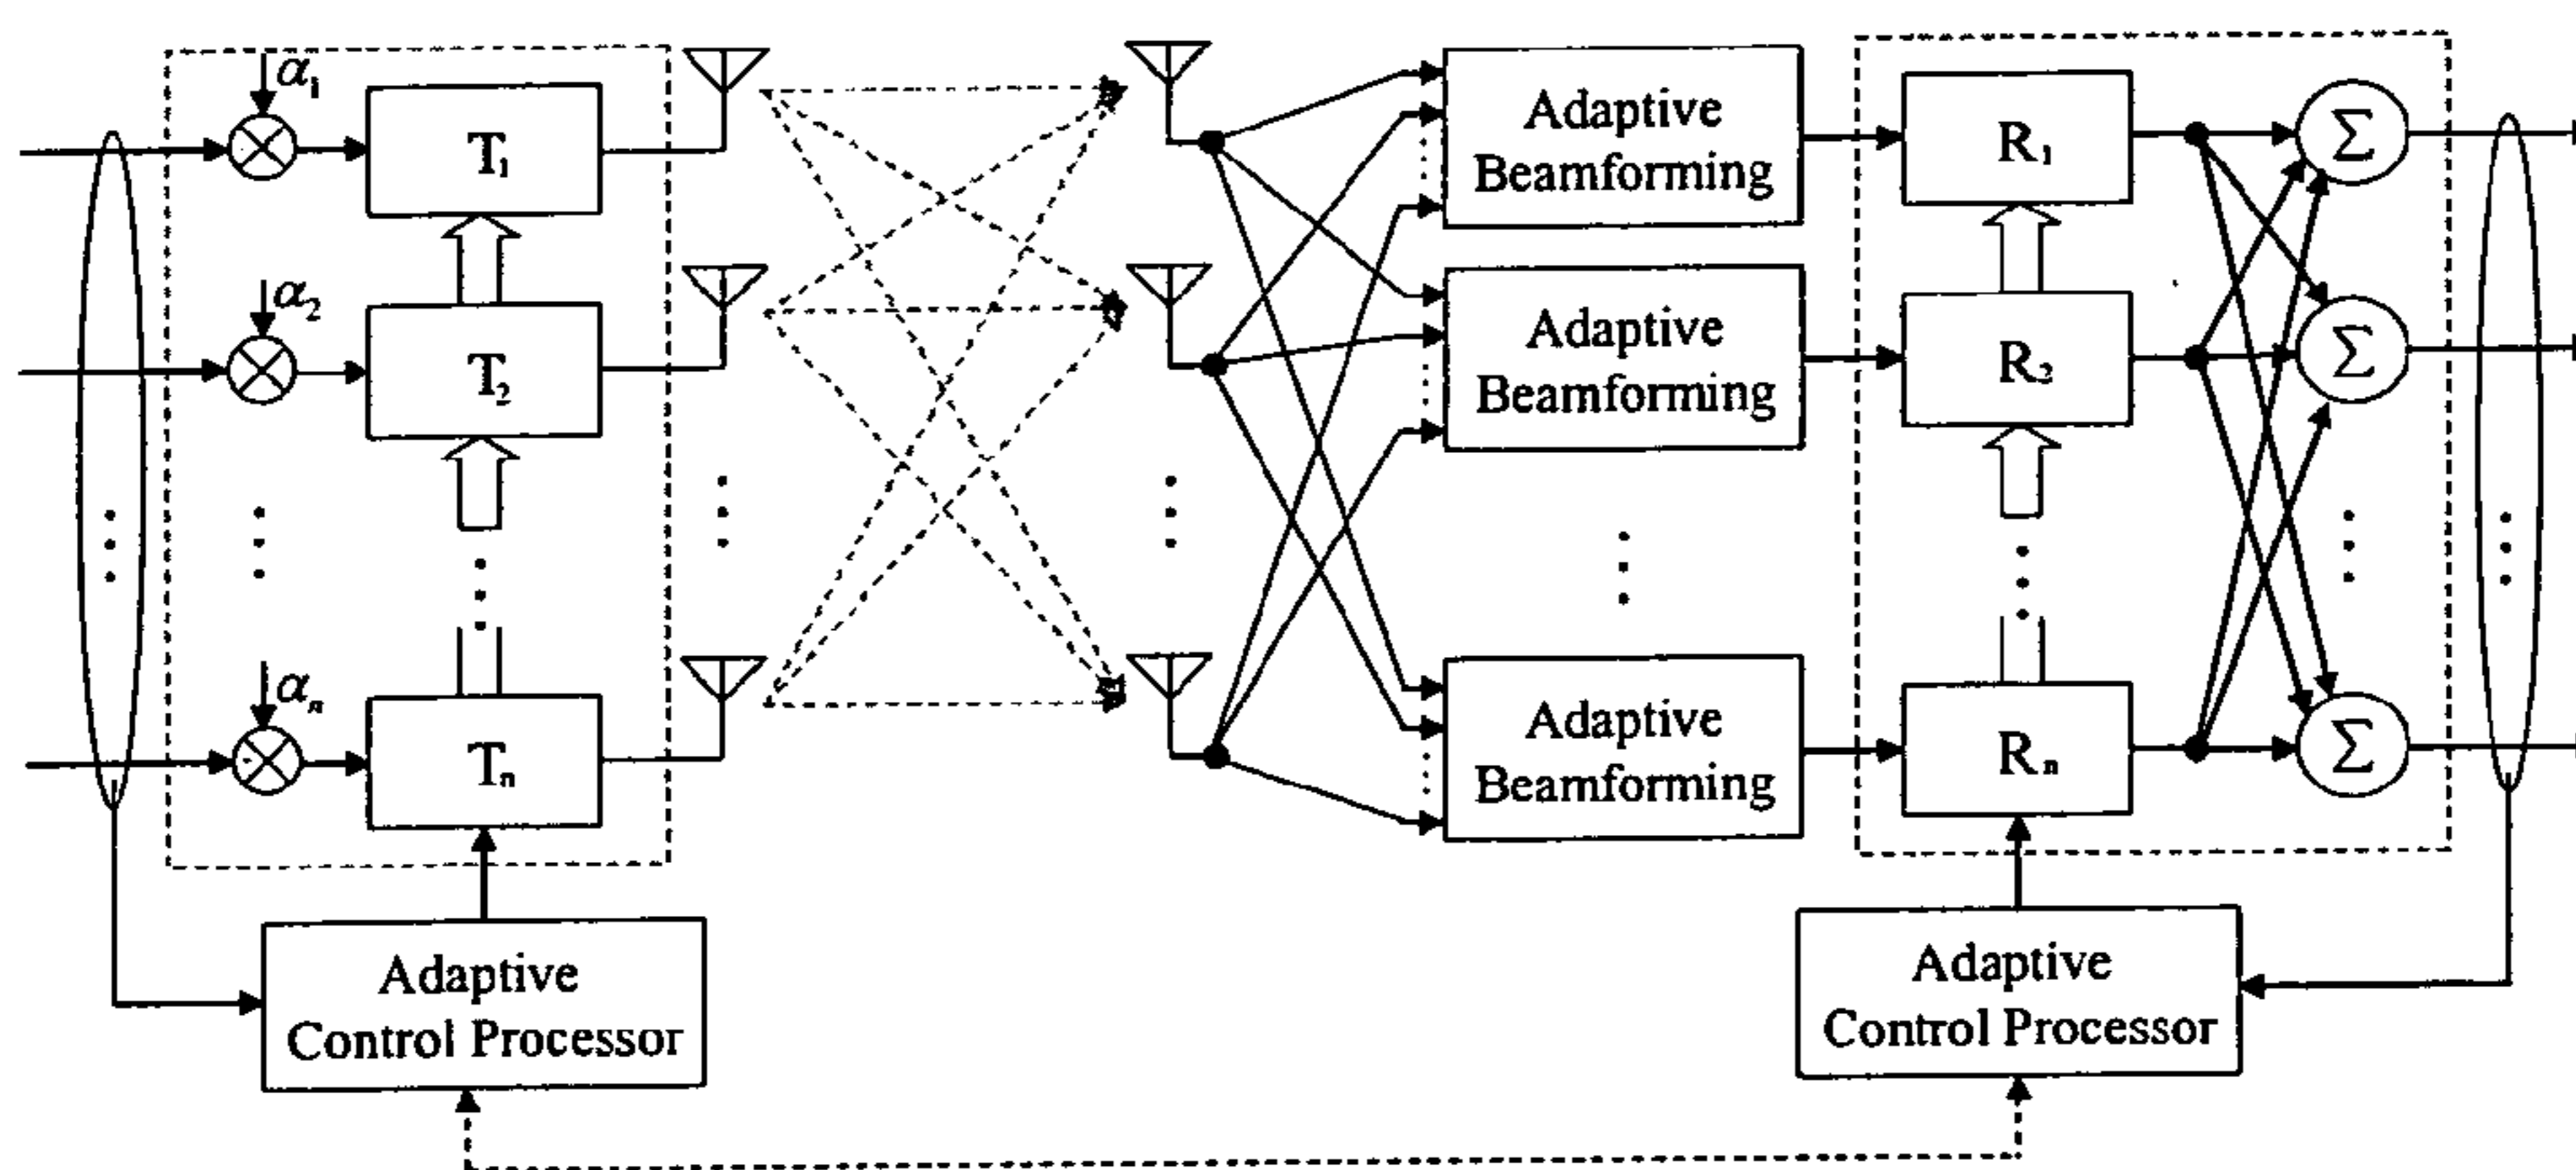 α₁
T₁
α₂
T₂
αₙ
Tₙ
Adaptive
Control Processor
Adaptive
Beamforming
Adaptive
Beamforming
Adaptive
Beamforming
R₁
R₂
Rₙ
Σ
Σ
Σ
Adaptive
Control Processor